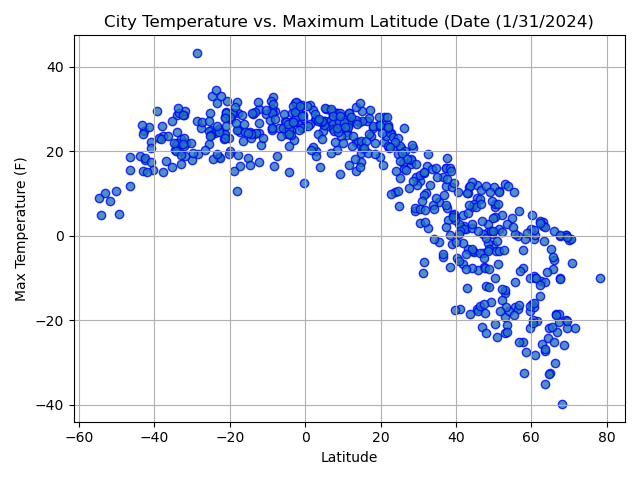 City Temperature vs. Maximum Latitude (Date (1/31/2024)
Max Temperature (F)
40
20
0
−20
−40
−60 −40 −20 0 20 40 60 80
Latitude